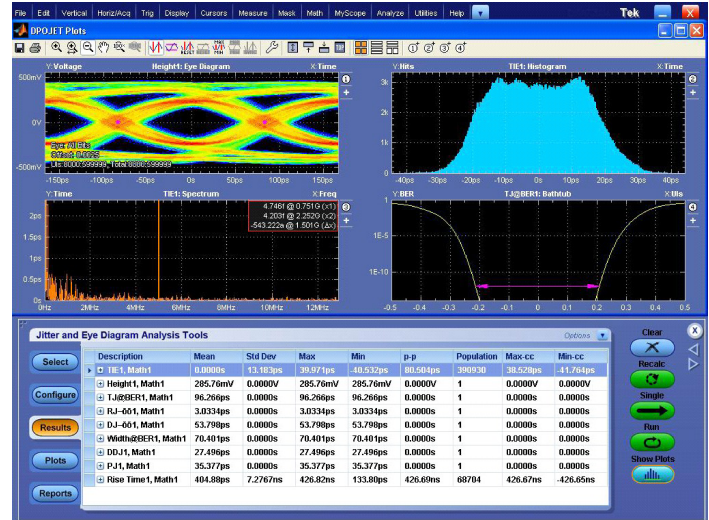 File Edit Vertical Horiz/Acq Trig Display Cursors Measure Mask Math MyScope Analyze Utilities Help Tek
DPOJET Plots
Y:Voltage Height1: Eye Diagram X:Time
500mV
0V
-500mV
Eye: All Bits
Offset: 0.0025
UIs:8000:599999, Total:8000:599999
-150ps -100ps -50ps 0s 50ps 100ps 150ps
Y:Hits TIE1: Histogram X:Time
3k
2k
1k
0
-40ps -30ps -20ps -10ps 0s 10ps 20ps 30ps 40ps
Y:Time TIE1: Spectrum X:Freq
4.746f @ 0.751G (x1)
4.203f @ 2.252G (x2)
-543.222a @ 1.501G (Δx)
2ps
1.5ps
1ps
0.5ps
0s
0Hz 2MHz 4MHz 6MHz 8MHz 10MHz 12MHz
Y:BER TJ@BER1: Bathtub X:UIs
1
1E-5
1E-10
-0.5 -0.4 -0.3 -0.2 -0.1 0 0.1 0.2 0.3 0.4 0.5
Jitter and Eye Diagram Analysis Tools Options
Clear
Recalc
Single
Run
Show Plots
Select
Configure
Results
Plots
Reports
Description Mean Std Dev Max Min p-p Population Max-cc Min-cc
TIE1, Math1 0.0000s 13.183ps 39.971ps -40.532ps 80.504ps 390930 38.528ps -41.764ps
Height1, Math1 285.76mV 0.0000V 285.76mV 285.76mV 0.0000V 1 0.0000V 0.0000V
TJ@BER1, Math1 96.266ps 0.0000s 96.266ps 96.266ps 0.0000s 1 0.0000s 0.0000s
RJ-δδ1, Math1 3.0334ps 0.0000s 3.0334ps 3.0334ps 0.0000s 1 0.0000s 0.0000s
DJ-δδ1, Math1 53.798ps 0.0000s 53.798ps 53.798ps 0.0000s 1 0.0000s 0.0000s
Width@BER1, Math1 70.401ps 0.0000s 70.401ps 70.401ps 0.0000s 1 0.0000s 0.0000s
DDJ1, Math1 27.496ps 0.0000s 27.496ps 27.496ps 0.0000s 1 0.0000s 0.0000s
PJ1, Math1 35.377ps 0.0000s 35.377ps 35.377ps 0.0000s 1 0.0000s 0.0000s
Rise Time1, Math1 404.88ps 7.2767ns 426.82ns 133.80ps 426.69ns 68704 426.67ns -426.65ns